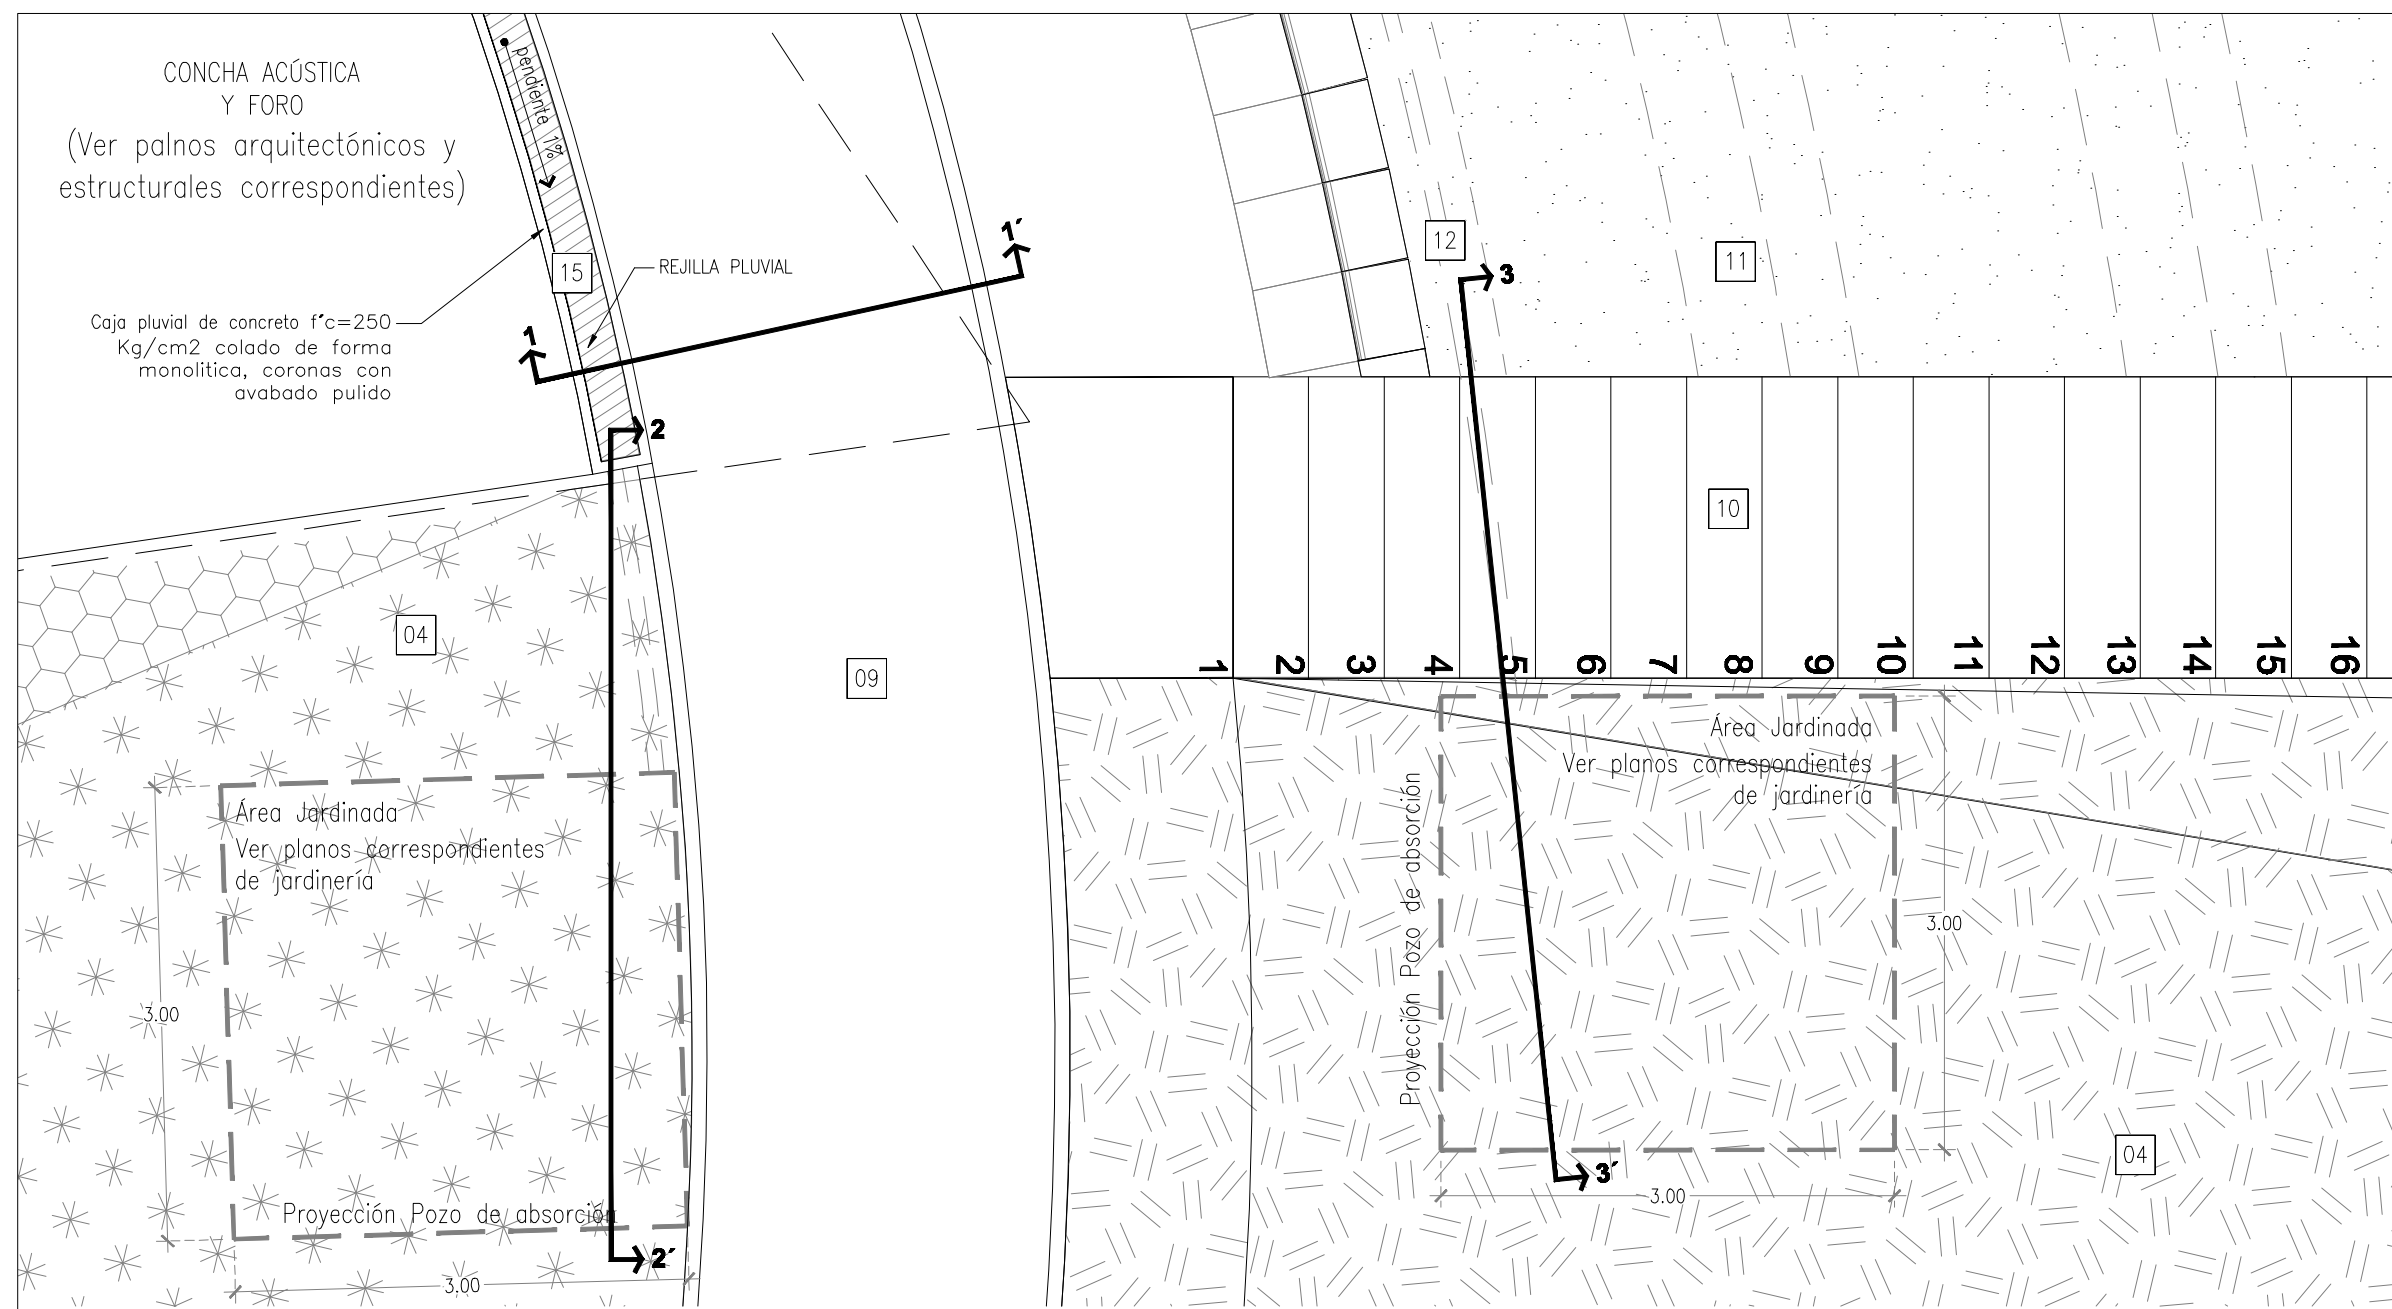 CONCHA ACÚSTICA
Y FORO
(Ver palnos arquitectónicos y
estructurales correspondientes)
pendiente 1%
15
REJILLA PLUVIAL
Caja pluvial de concreto f'c=250
Kg/cm2 colado de forma
monolitica, coronas con
avabado pulido
1
1´
12
11
3
2
10
04
09
1
2
3
4
5
6
7
8
9
10
11
12
13
14
15
16
Área Jardinada
Ver planos correspondientes
de jardinería
Proyección Pozo de absorción
3.00
3.00
2´
Área Jardinada
Ver planos correspondientes
de jardinería
Proyección Pozo de absorción
3.00
3.00
3´
04